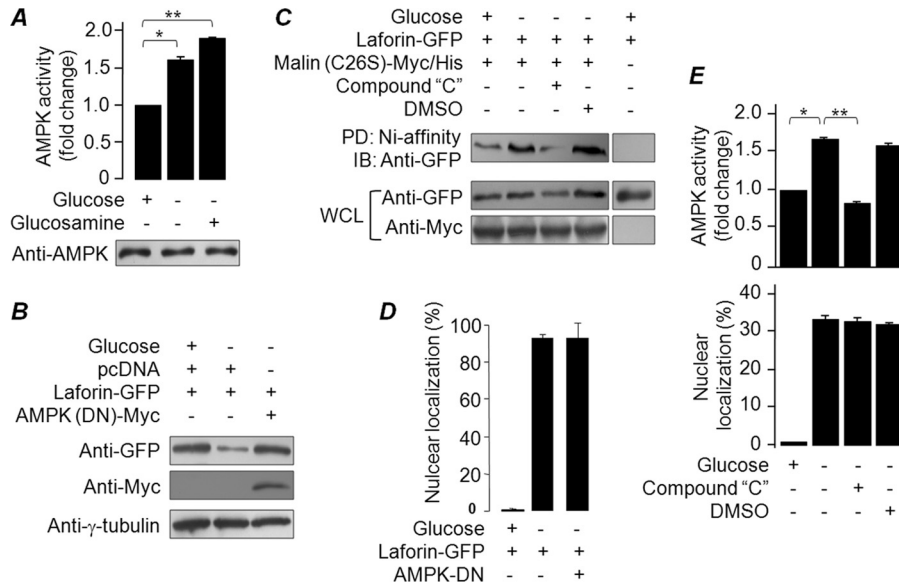 A
AMPK activity
(fold change)
2.0
1.5
1.0
0.5
0
*
**
Glucose + - -
Glucosamine - - +
Anti-AMPK
B
Glucose + - -
pcDNA + + -
Laforin-GFP + + +
AMPK (DN)-Myc - - +
Anti-GFP
Anti-Myc
Anti-γ-tubulin
C
Glucose + - - - +
Laforin-GFP + + + + +
Malin (C26S)-Myc/His + + + + -
Compound "C" - - + - -
DMSO - - - + -
PD: Ni-affinity
IB: Anti-GFP
WCL
Anti-GFP
Anti-Myc
D
Nulcear localization (%)
100
80
60
40
20
0
Glucose + - -
Laforin-GFP + + +
AMPK-DN - - +
E
AMPK activity
(fold change)
2.0
1.5
1.0
0.5
0
* **
Nuclear
localization (%)
40
30
20
10
0
Glucose + - - -
Compound "C" - - + -
DMSO - - - +